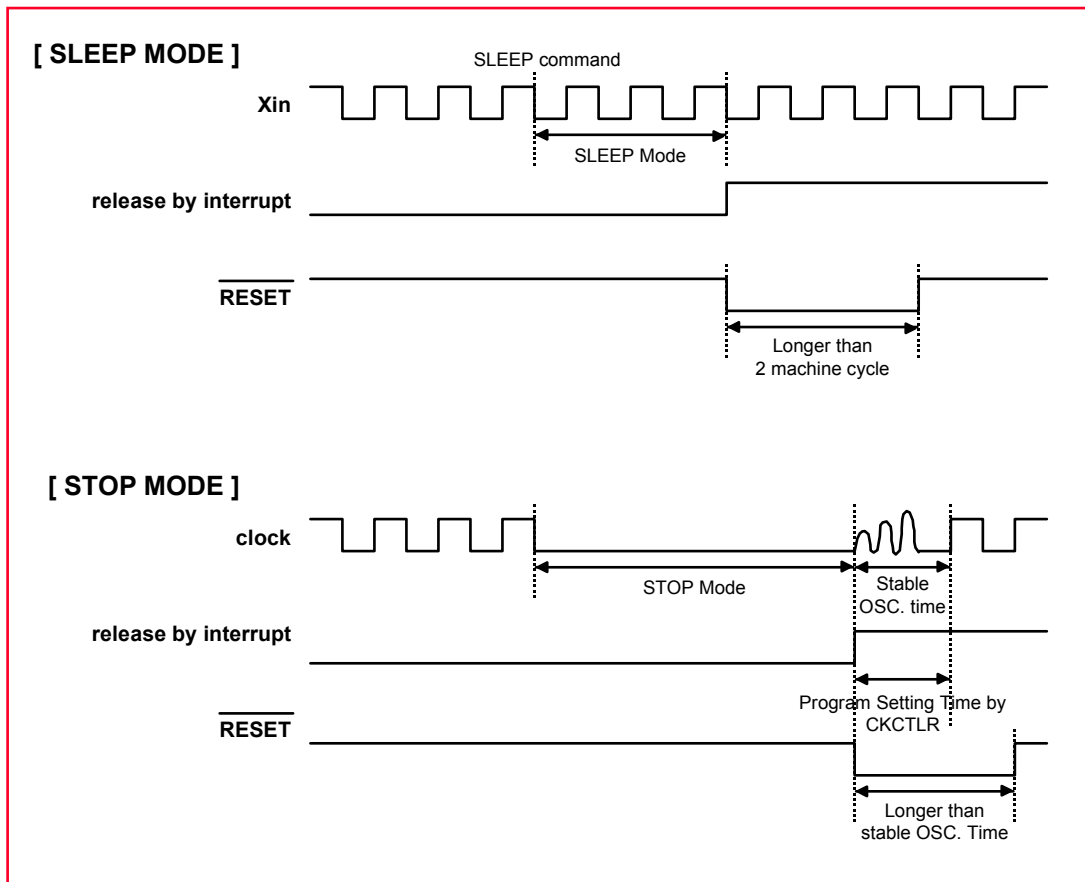 [ SLEEP MODE ]
SLEEP command
Xin
SLEEP Mode
release by interrupt
RESET
Longer than
2 machine cycle
[ STOP MODE ]
clock
STOP Mode
Stable
OSC. time
release by interrupt
Program Setting Time by
CKCTLR
RESET
Longer than
stable OSC. Time